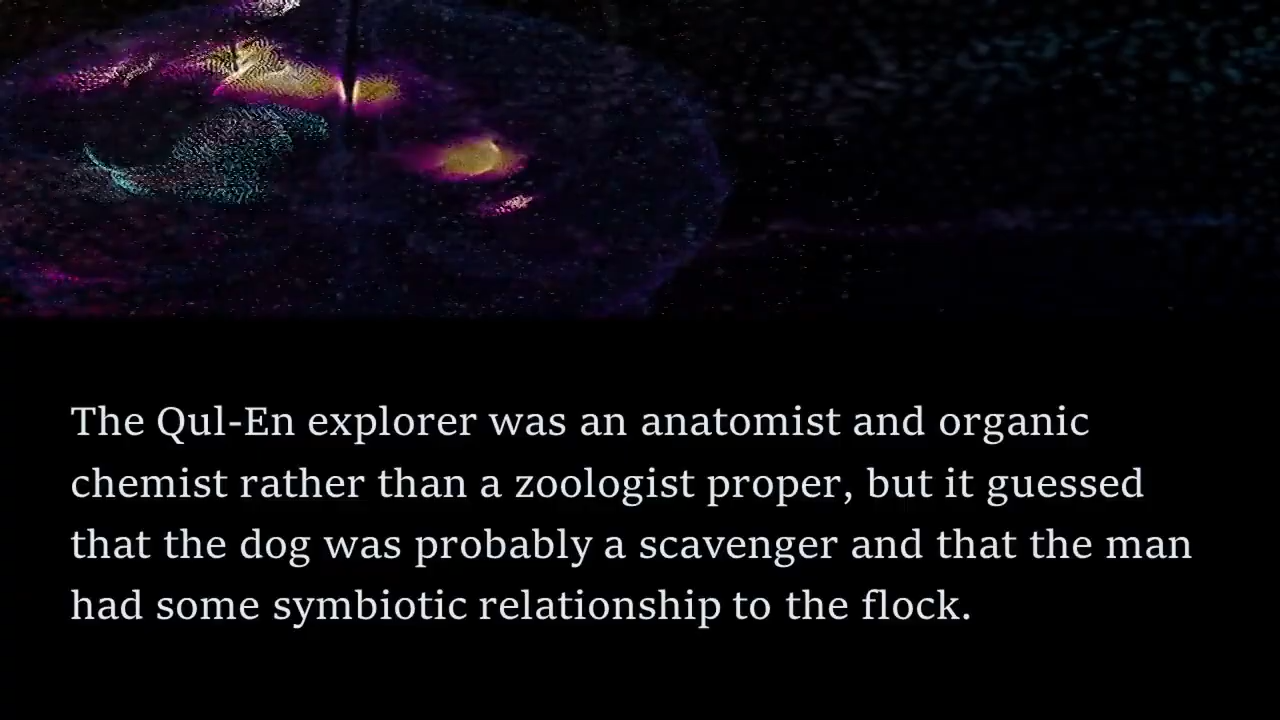 The Qul-En explorer was an anatomist and organic
chemist rather than a zoologist proper, but it guessed
that the dog was probably a scavenger and that the man
had some symbiotic relationship to the flock.